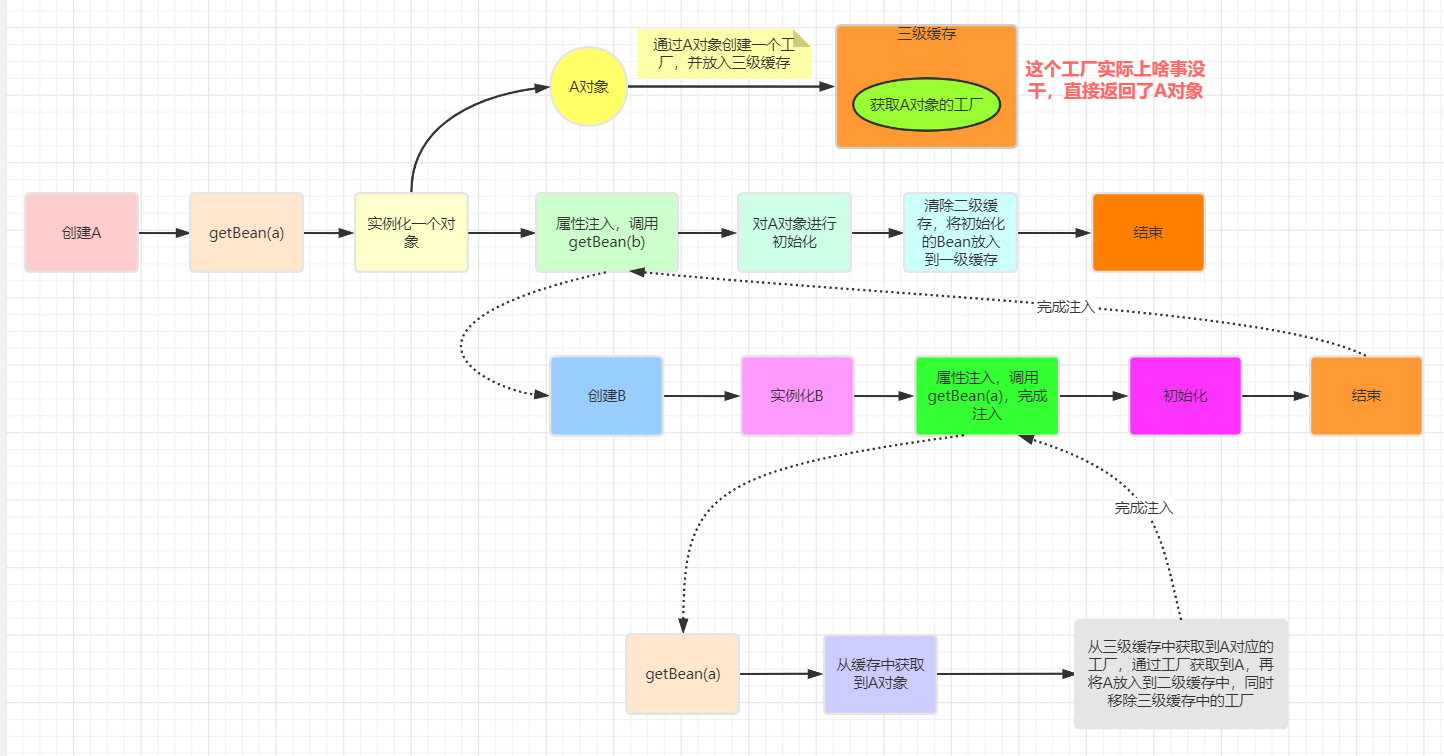 三级缓存
通过A对象创建一个工
厂，并放入三级缓存
A对象
获取A对象的工厂
这个工厂实际上啥事没
干，直接返回了A对象
创建A
getBean(a)
实例化一个对
象
属性注入，调用
getBean(b)
对A对象进行
初始化
清除二级缓
存，将初始化
的Bean放入
到一级缓存
结束
完成注入
创建B
实例化B
属性注入，调用
getBean(a)，完成
注入
初始化
结束
完成注入
getBean(a)
从缓存中获取
到A对象
从三级缓存中获取到A对应的
工厂，通过工厂获取到A，再
将A放入到二级缓存中，同时
移除三级缓存中的工厂